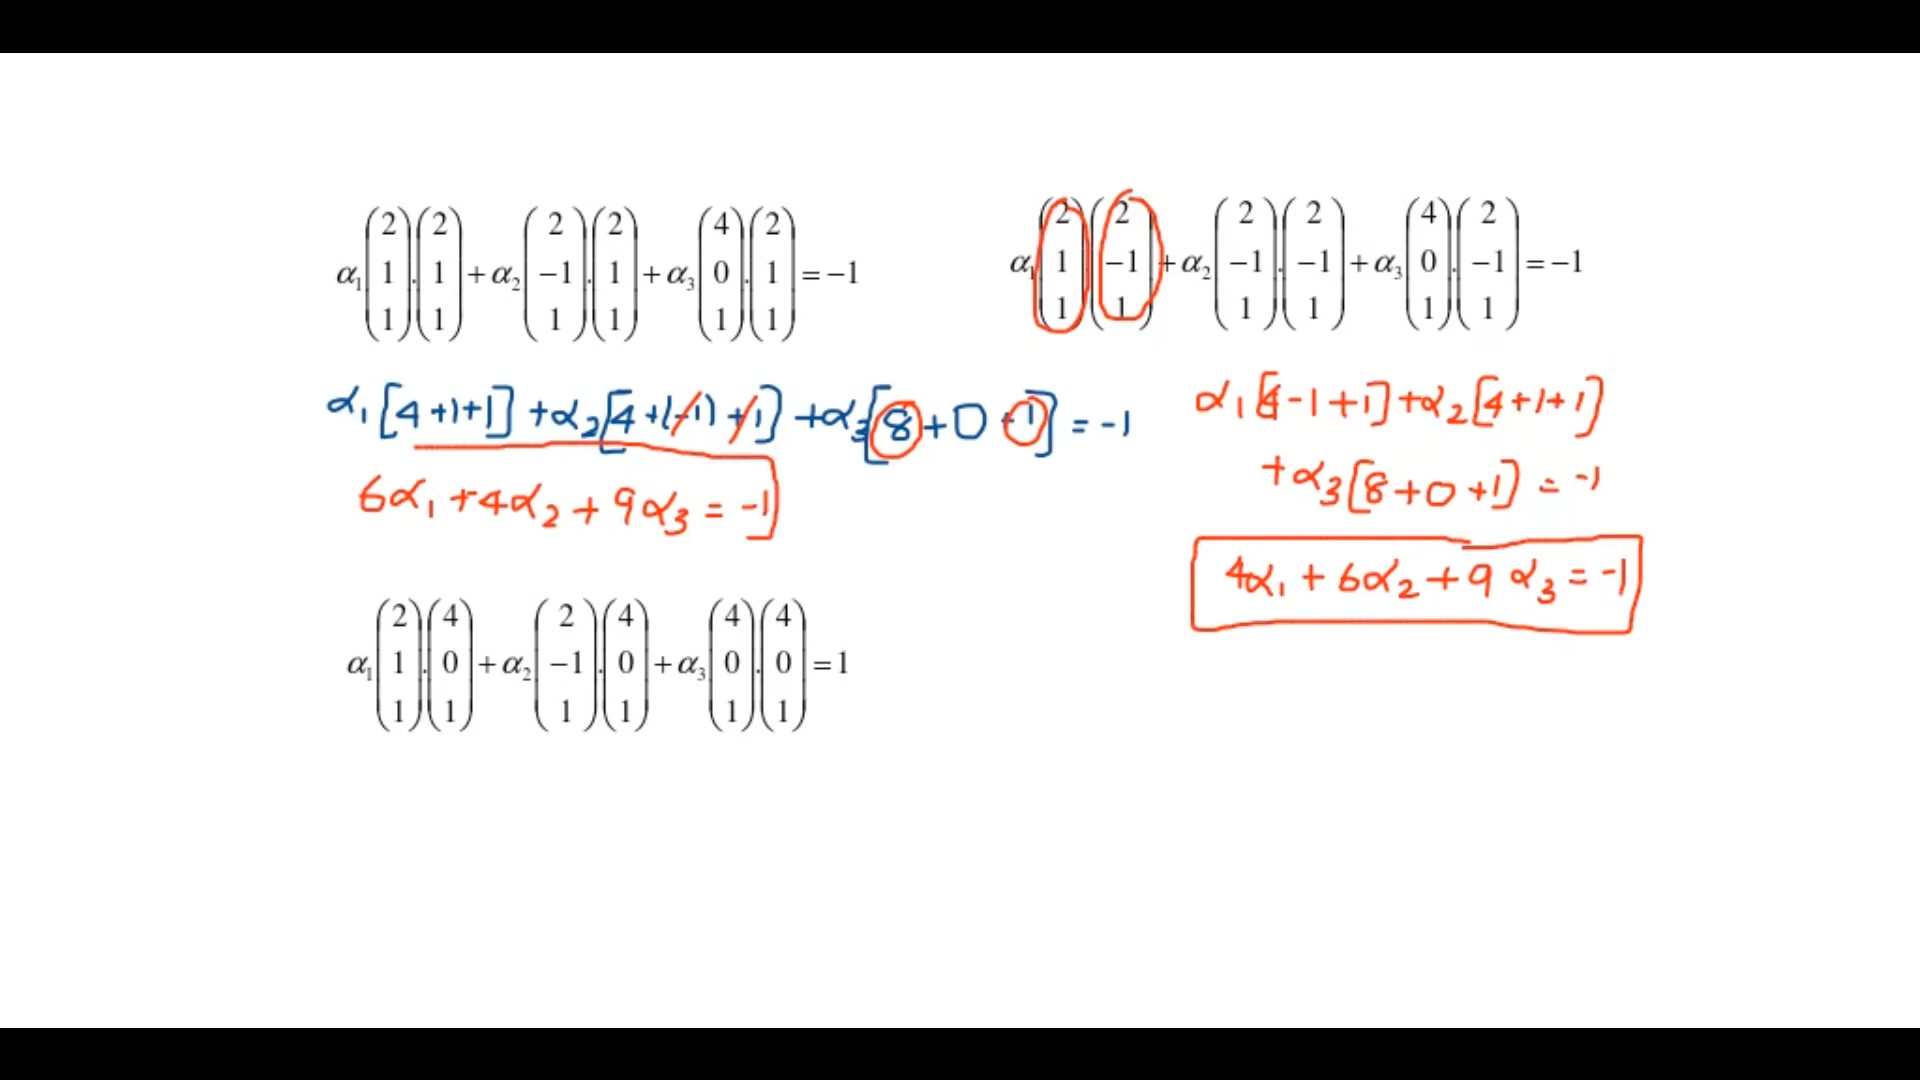 α₁(2 1 1).(2 1 1) + α₂(2 −1 1).(2 1 1) + α₃(4 0 1).(2 1 1) = −1
α₁[4+1+1] + α₂[4+(-1)+1] + α₃[8+0+1] = -1
6α₁ + 4α₂ + 9α₃ = -1
α₁(2 1 1)(2 −1 1) + α₂(2 −1 1).(2 −1 1) + α₃(4 0 1).(2 −1 1) = −1
α₁[4-1+1] + α₂[4+1+1]
+α₃[8+0+1] = -1
4α₁ + 6α₂ + 9α₃ = -1
α₁(2 1 1).(4 0 1) + α₂(2 −1 1).(4 0 1) + α₃(4 0 1).(4 0 1) = 1